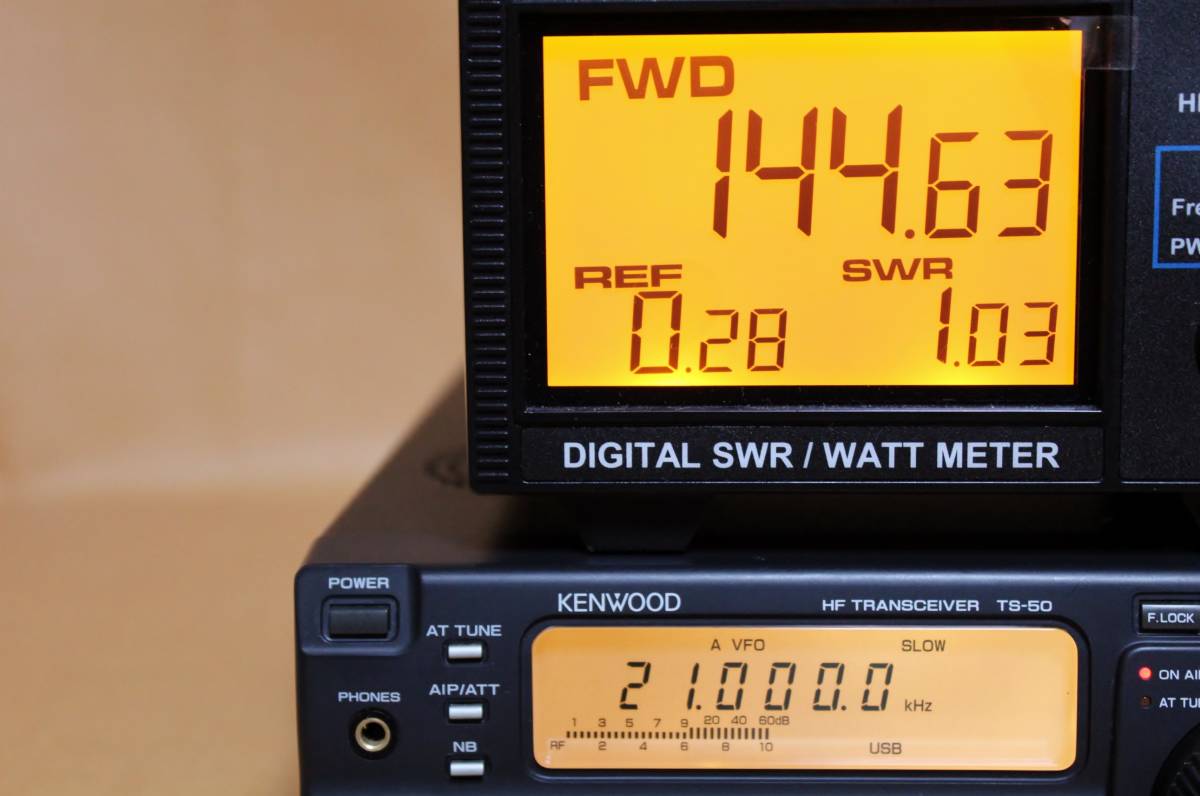 FWD
144.63
REF
0.28
SWR
1.03
DIGITAL SWR / WATT METER
POWER
KENWOOD
HF TRANSCEIVER TS-50
F.LOCK
AT TUNE
A VFO
SLOW
21.000.0 kHz
AIP/ATT
PHONES
1 3 5 7 9 20 40 60dB
RF 2 4 6 8 10
USB
NB
ON AI
AT TU
Fre
PW